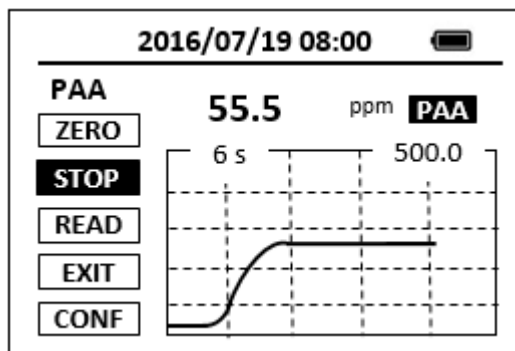 2016/07/19 08:00
PAA
55.5 ppm PAA
ZERO
6 s 500.0
STOP
READ
EXIT
CONF